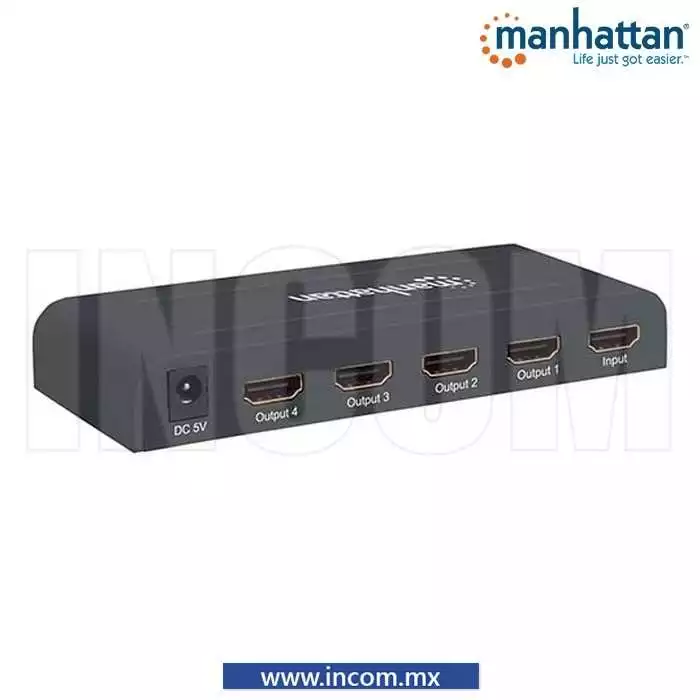 manhattan®
Life just got easier.™
INCOM
manhattan
DC 5V
Output 4
Output 3
Output 2
Output 1
Input
www.incom.mx